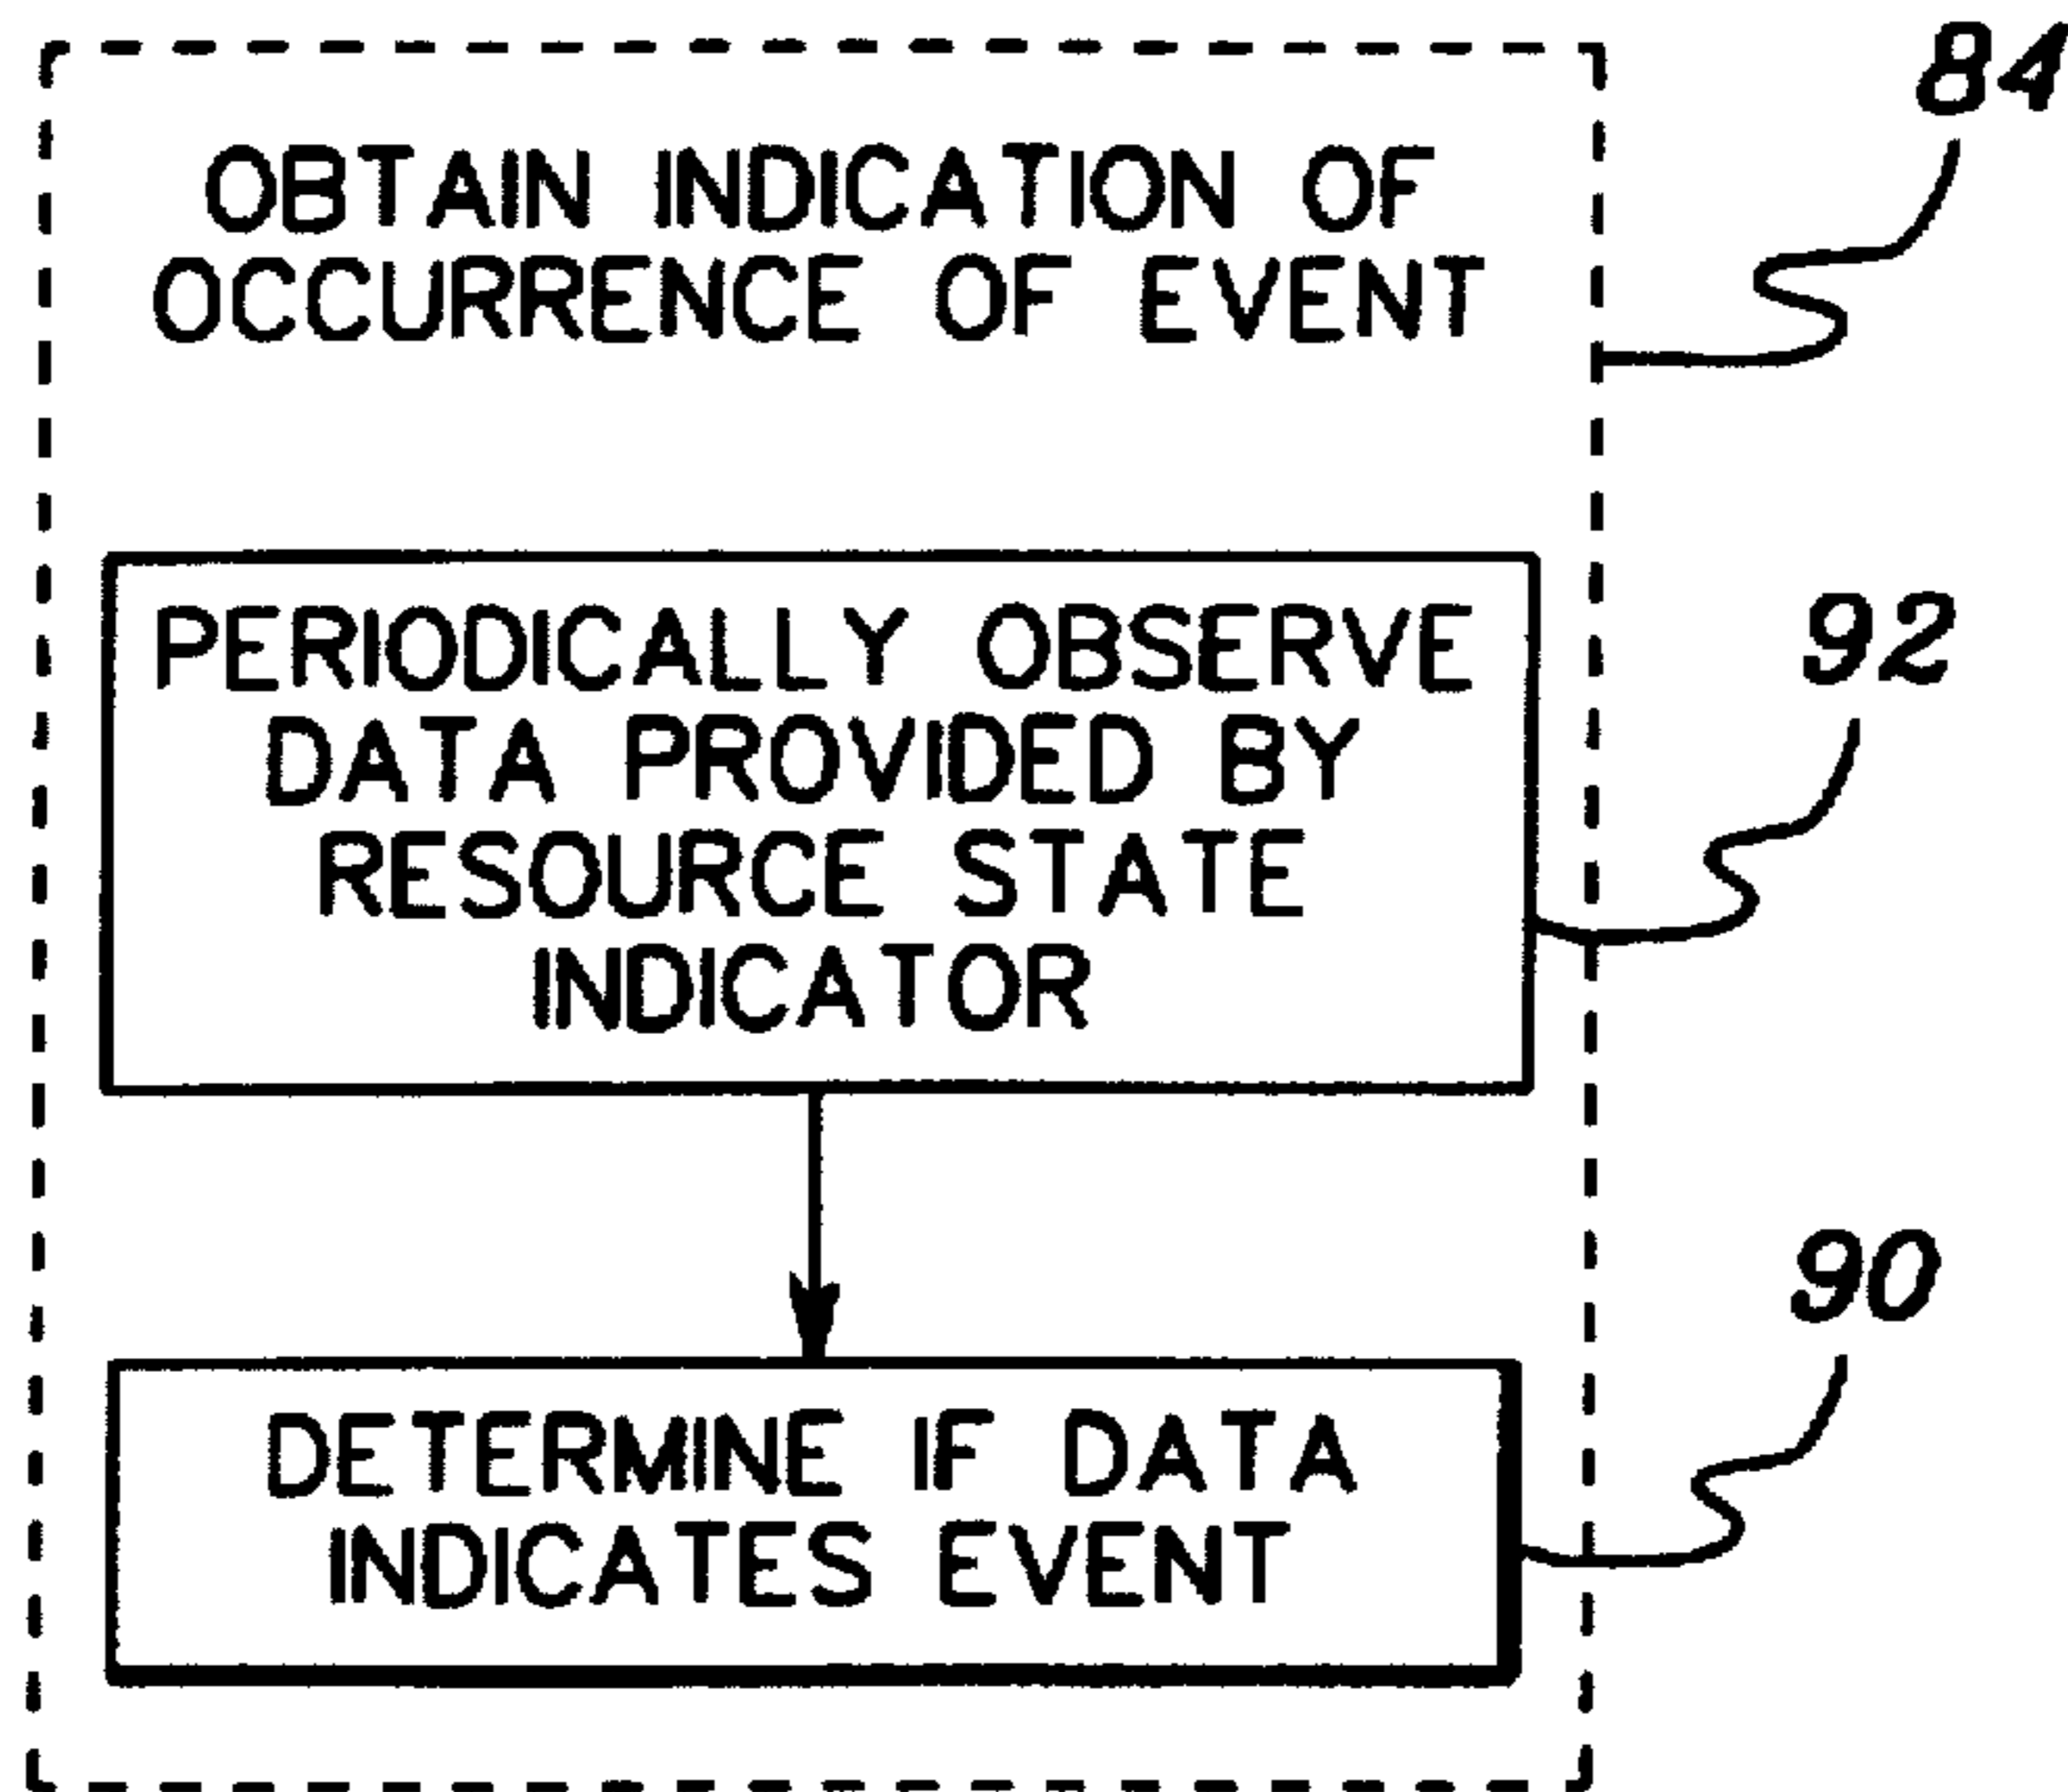 84
OBTAIN INDICATION OF
OCCURRENCE OF EVENT
PERIODICALLY OBSERVE
DATA PROVIDED BY
RESOURCE STATE
INDICATOR
92
DETERMINE IF DATA
INDICATES EVENT
90